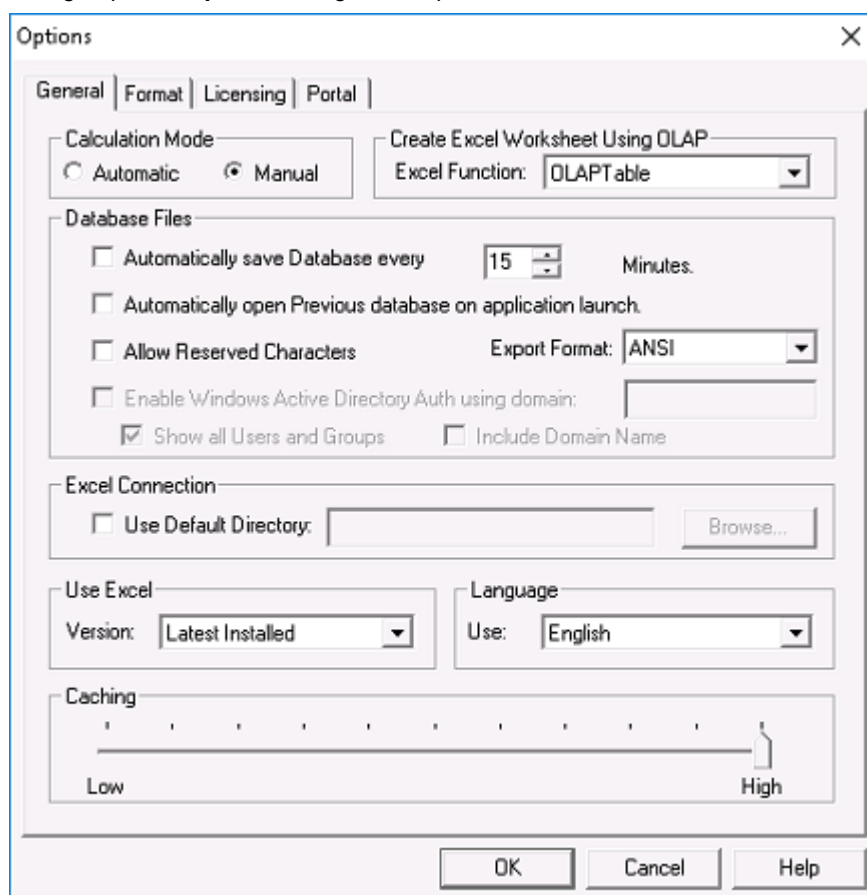 Options
General Format Licensing Portal
Calculation Mode
Automatic Manual
Create Excel Worksheet Using OLAP
Excel Function: OLAPTable
Database Files
Automatically save Database every 15 Minutes.
Automatically open Previous database on application launch.
Allow Reserved Characters Export Format: ANSI
Enable Windows Active Directory Auth using domain:
Show all Users and Groups Include Domain Name
Excel Connection
Use Default Directory: Browse...
Use Excel
Version: Latest Installed
Language
Use: English
Caching
Low High
OK Cancel Help